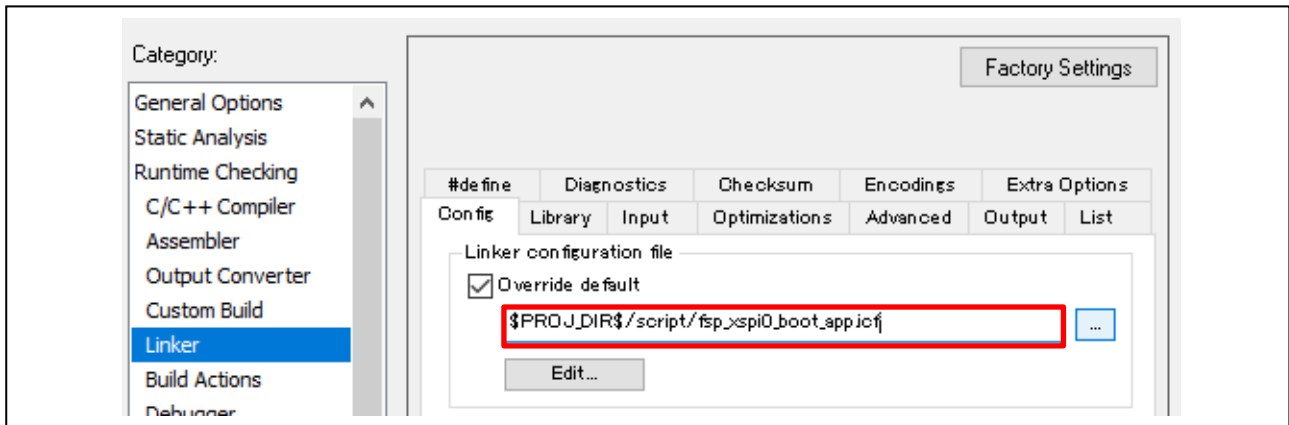 Category:
Factory Settings
General Options
Static Analysis
Runtime Checking
C/C++ Compiler
Assembler
Output Converter
Custom Build
Linker
Build Actions
Debugger
#define Diagnostics Checksum Encodings Extra Options
Config Library Input Optimizations Advanced Output List
Linker configuration file
Override default
$PROJ_DIR$/script/fsp_xspi0_boot_app.icf
...
Edit...